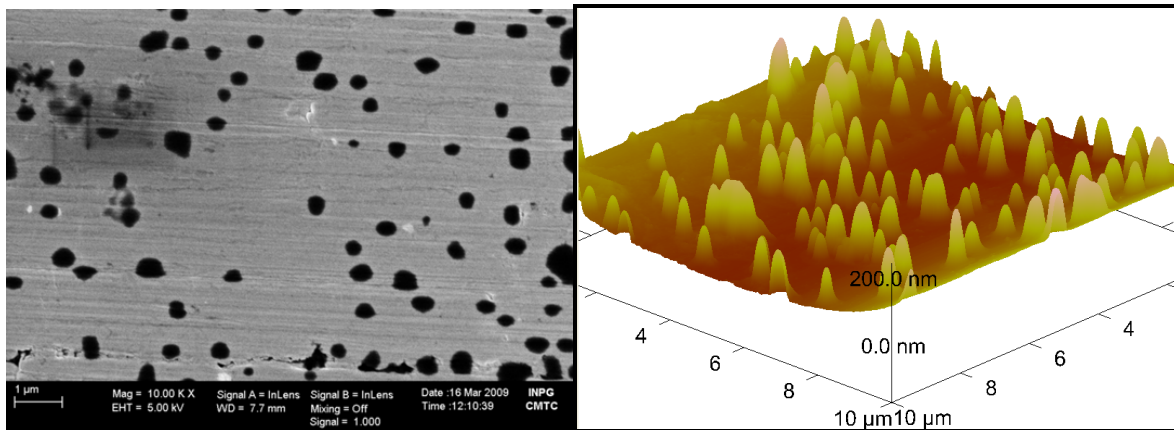 1 µm
Mag = 10.00 K X
EHT = 5.00 kV
Signal A = InLens
WD = 7.7 mm
Signal B = InLens
Mixing = Off
Signal = 1.000
Date :16 Mar 2009
Time :12:10:39
INPG
CMTC
200.0 nm
0.0 nm
4
6
8
10 µm
10 µm
8
6
4